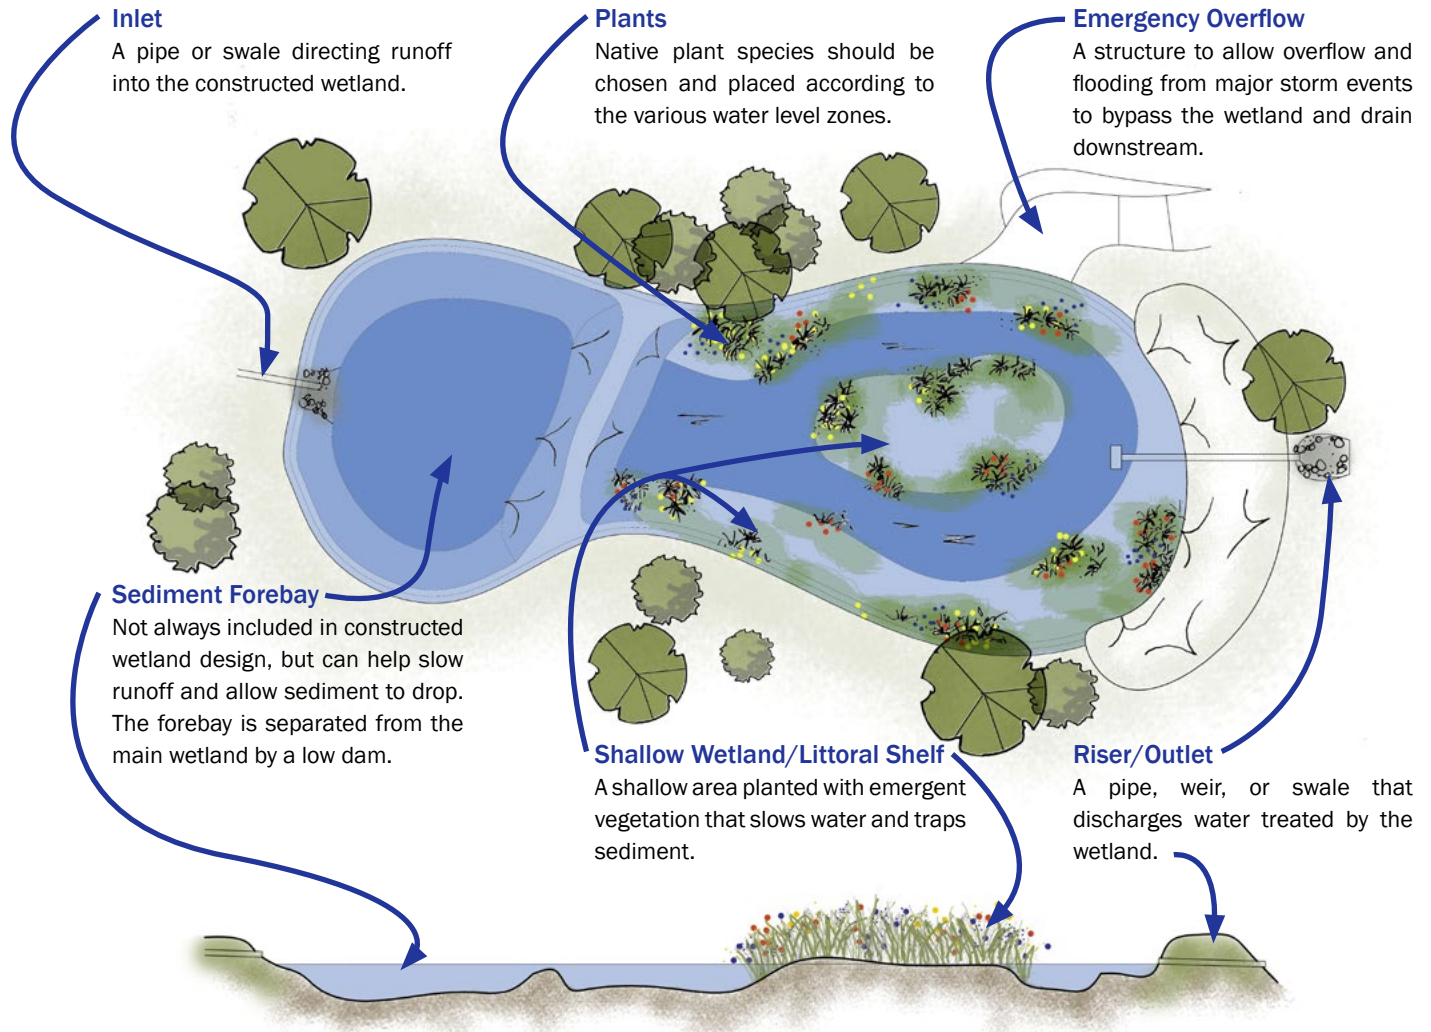 Inlet
A pipe or swale directing runoff
into the constructed wetland.
Plants
Native plant species should be
chosen and placed according to
the various water level zones.
Emergency Overflow
A structure to allow overflow and
flooding from major storm events
to bypass the wetland and drain
downstream.
Sediment Forebay
Not always included in constructed
wetland design, but can help slow
runoff and allow sediment to drop.
The forebay is separated from the
main wetland by a low dam.
Shallow Wetland/Littoral Shelf
A shallow area planted with emergent
vegetation that slows water and traps
sediment.
Riser/Outlet
A pipe, weir, or swale that
discharges water treated by the
wetland.